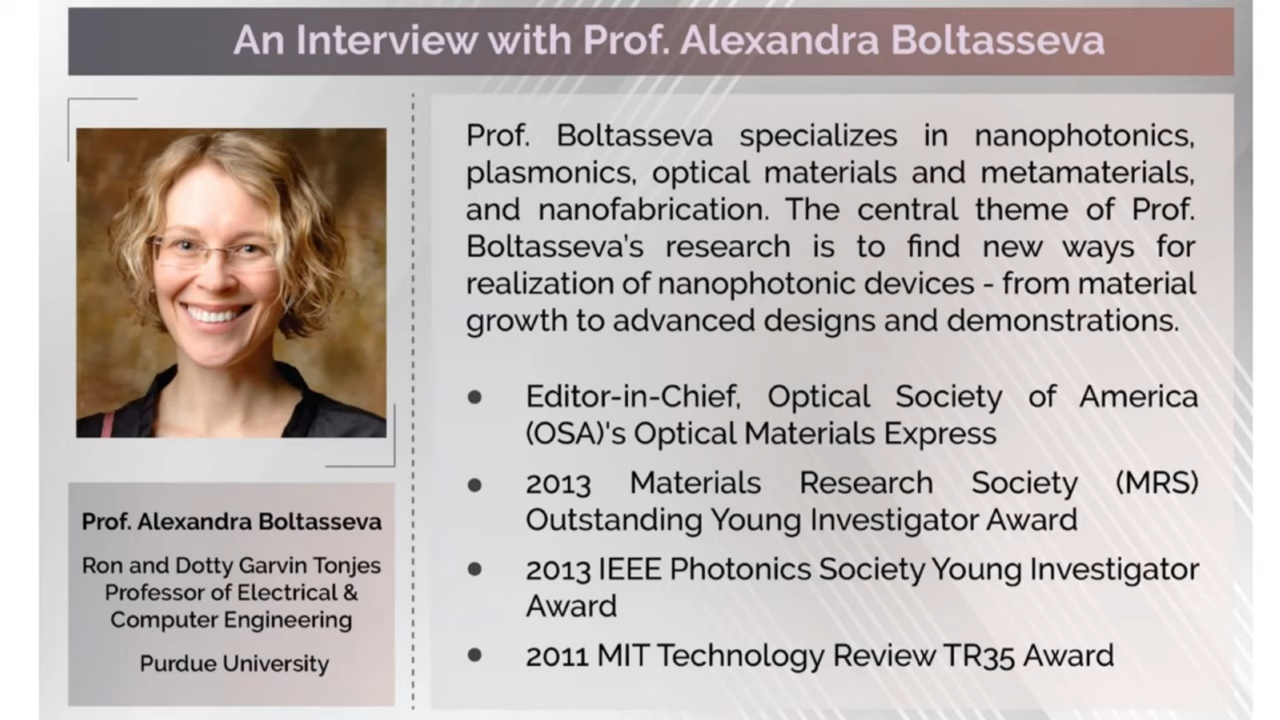 An Interview with Prof. Alexandra Boltasseva
Prof. Alexandra Boltasseva
Ron and Dotty Garvin Tonjes
Professor of Electrical &
Computer Engineering
Purdue University
Prof. Boltasseva specializes in nanophotonics,
plasmonics, optical materials and metamaterials,
and nanofabrication. The central theme of Prof.
Boltasseva's research is to find new ways for
realization of nanophotonic devices - from material
growth to advanced designs and demonstrations.
● Editor-in-Chief, Optical Society of America
(OSA)'s Optical Materials Express
● 2013 Materials Research Society (MRS)
Outstanding Young Investigator Award
● 2013 IEEE Photonics Society Young Investigator
Award
● 2011 MIT Technology Review TR35 Award